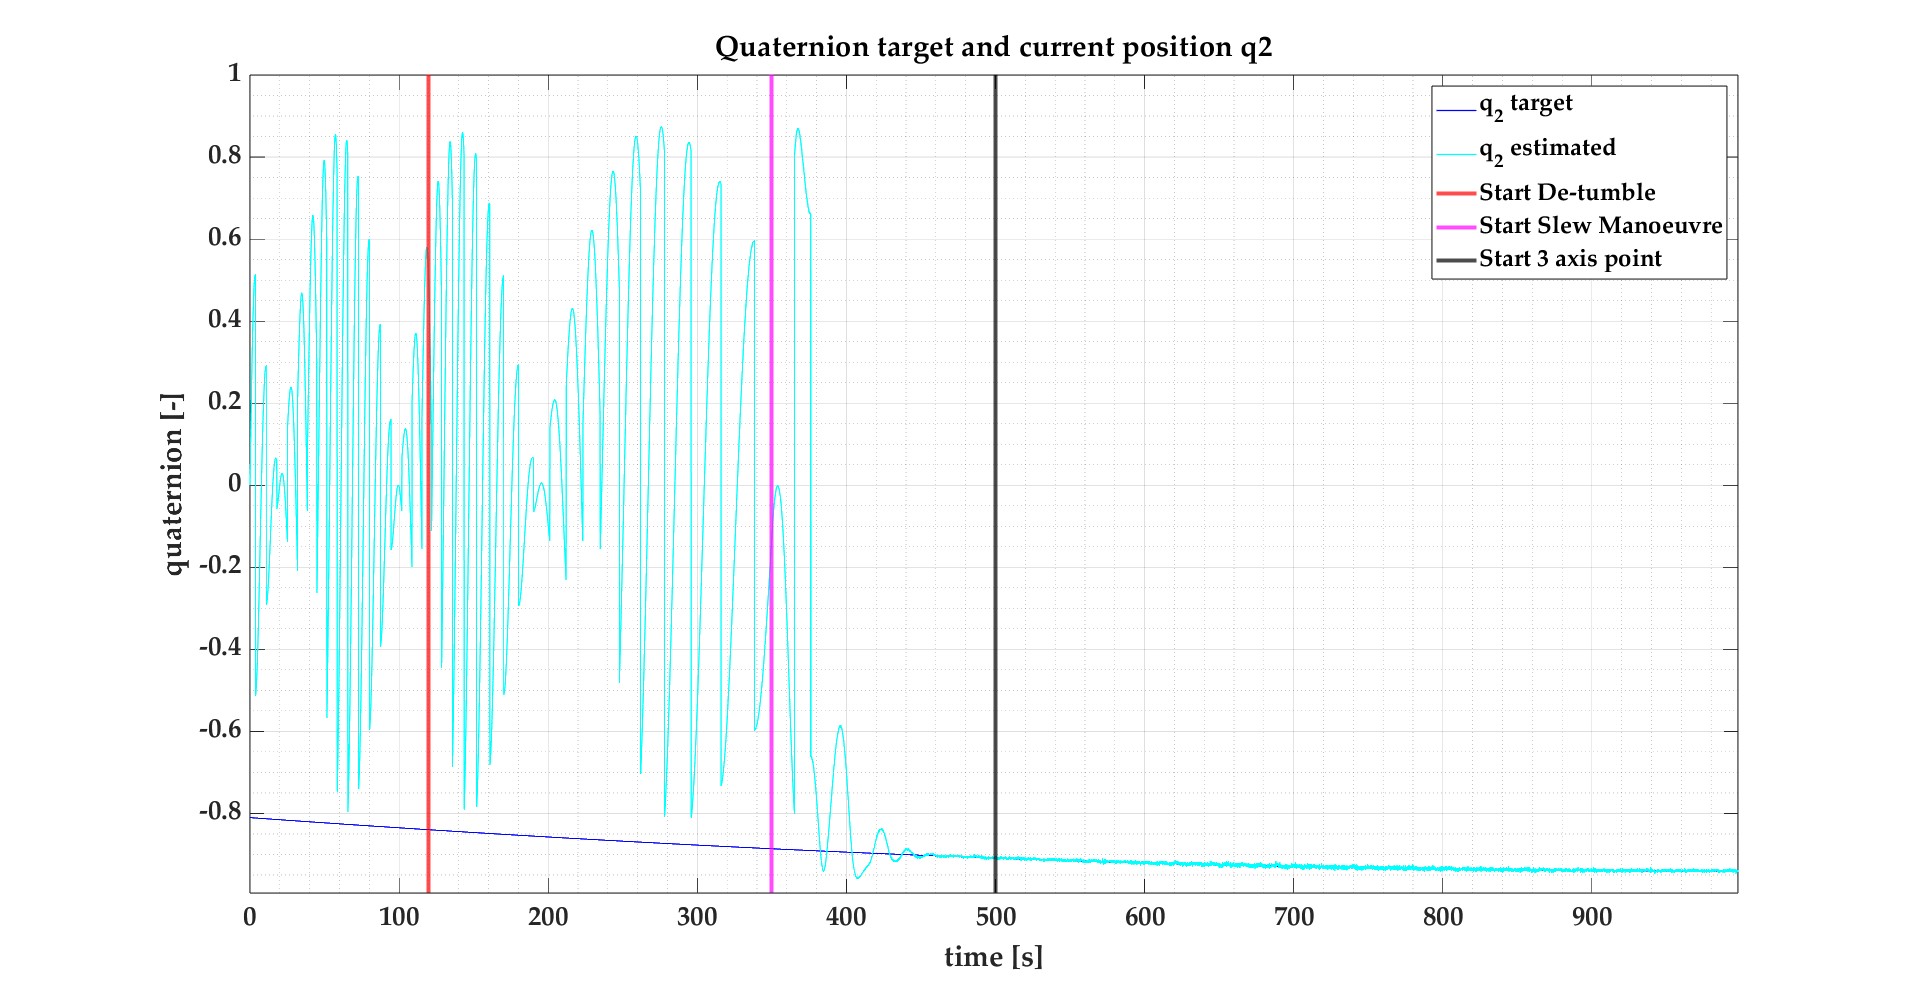 Quaternion target and current position q2
1
0.8
0.6
0.4
0.2
0
-0.2
-0.4
-0.6
-0.8
quaternion [-]
q2 target
q2 estimated
Start De-tumble
Start Slew Manoeuvre
Start 3 axis point
0 100 200 300 400 500 600 700 800 900
time [s]